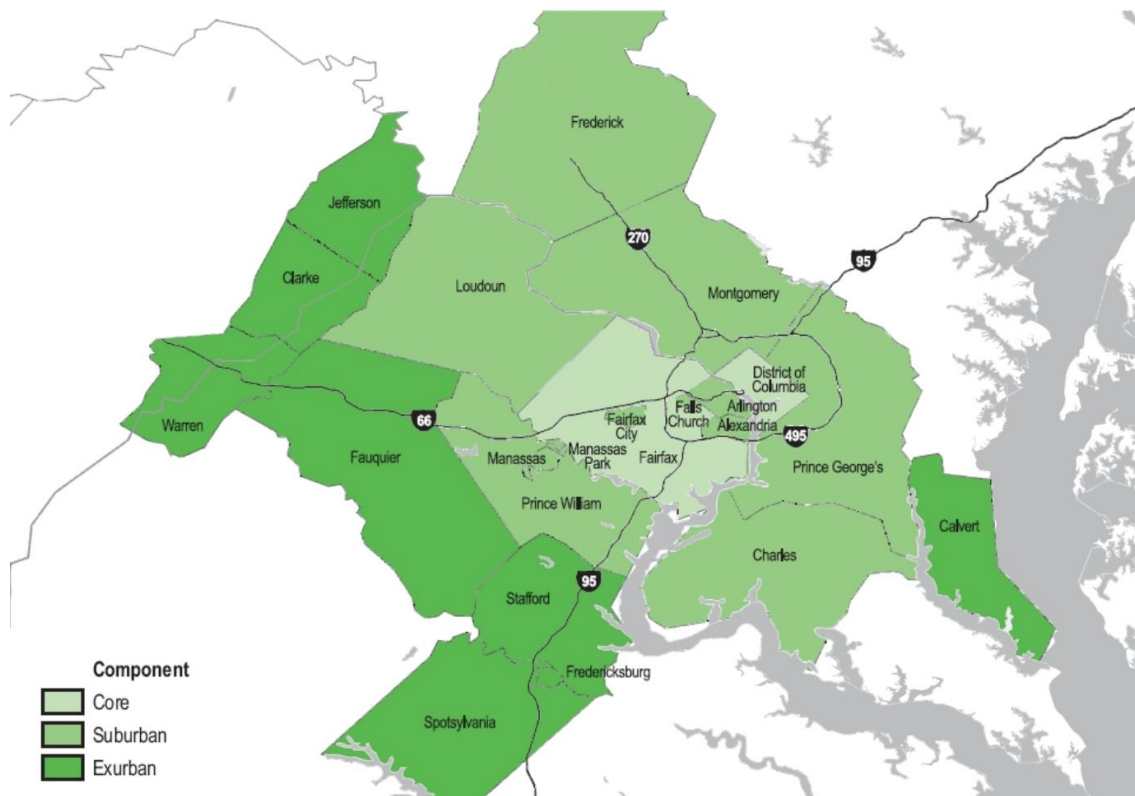 Frederick
Jefferson
270
95
Clarke
Loudoun
Montgomery
District of
Columbia
Warren
66
Fairfax
City
Falls
Church
Arlington
Alexandria
495
Fauquier
Manassas
Manassas
Park
Fairfax
Prince George's
Prince William
Calvert
Charles
95
Stafford
Fredericksburg
Spotsylvania
Component
Core
Suburban
Exurban